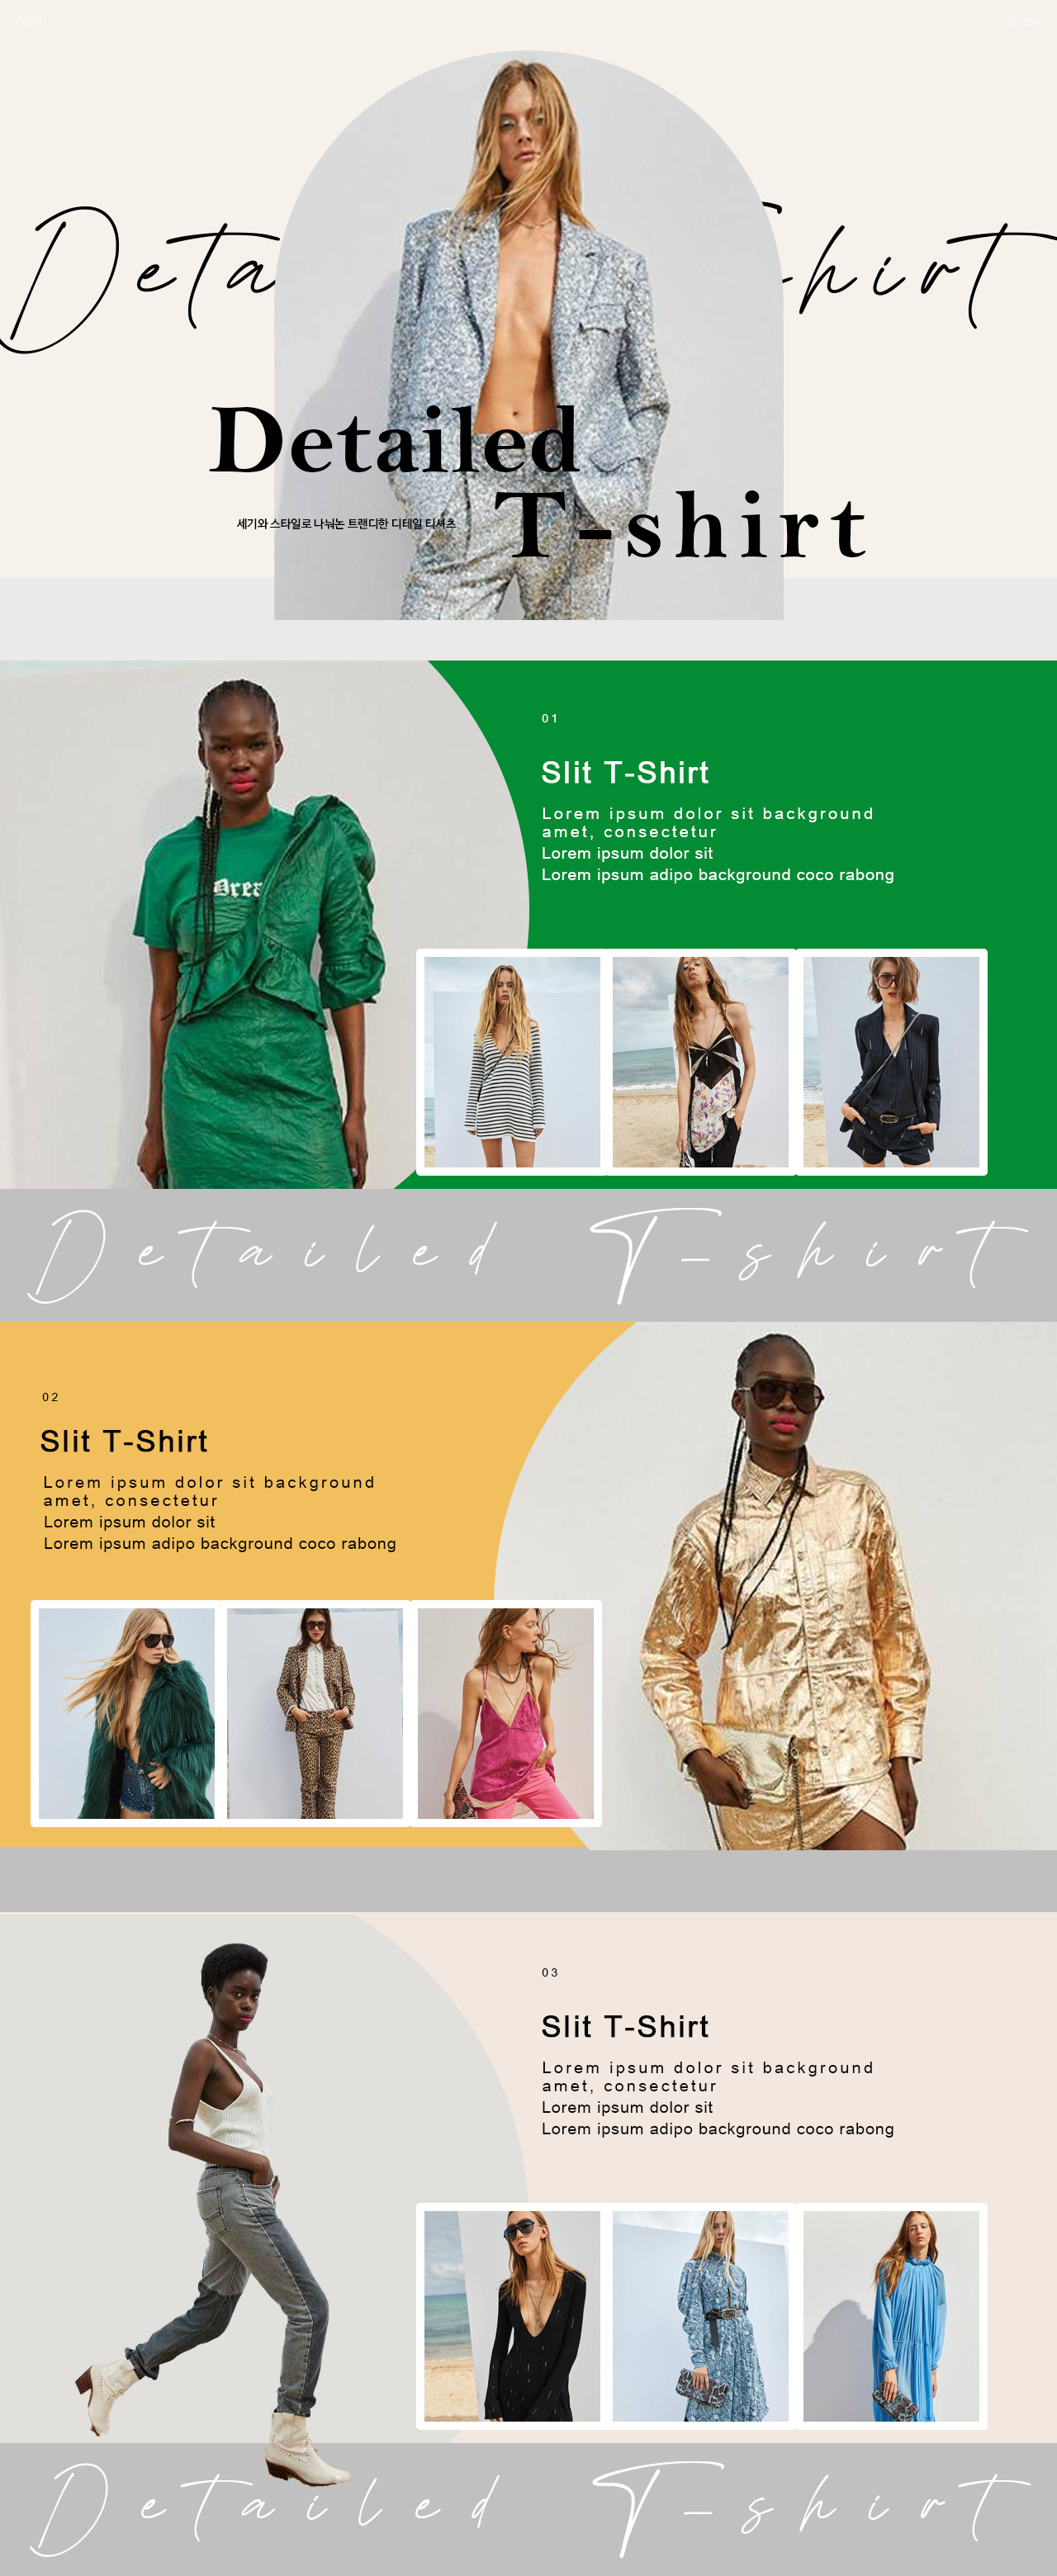 Deta
shirt
Detailed
T-shirt
세기와 스타일로 나눠논 트랜디한 디테일 티셔츠
01
Slit T-Shirt
Lorem ipsum dolor sit background
amet, consectetur
Lorem ipsum dolor sit
Lorem ipsum adipo background coco rabong
Detailed T-shirt
02
Slit T-Shirt
Lorem ipsum dolor sit background
amet, consectetur
Lorem ipsum dolor sit
Lorem ipsum adipo background coco rabong
03
Slit T-Shirt
Lorem ipsum dolor sit background
amet, consectetur
Lorem ipsum dolor sit
Lorem ipsum adipo background coco rabong
Detailed T-shirt